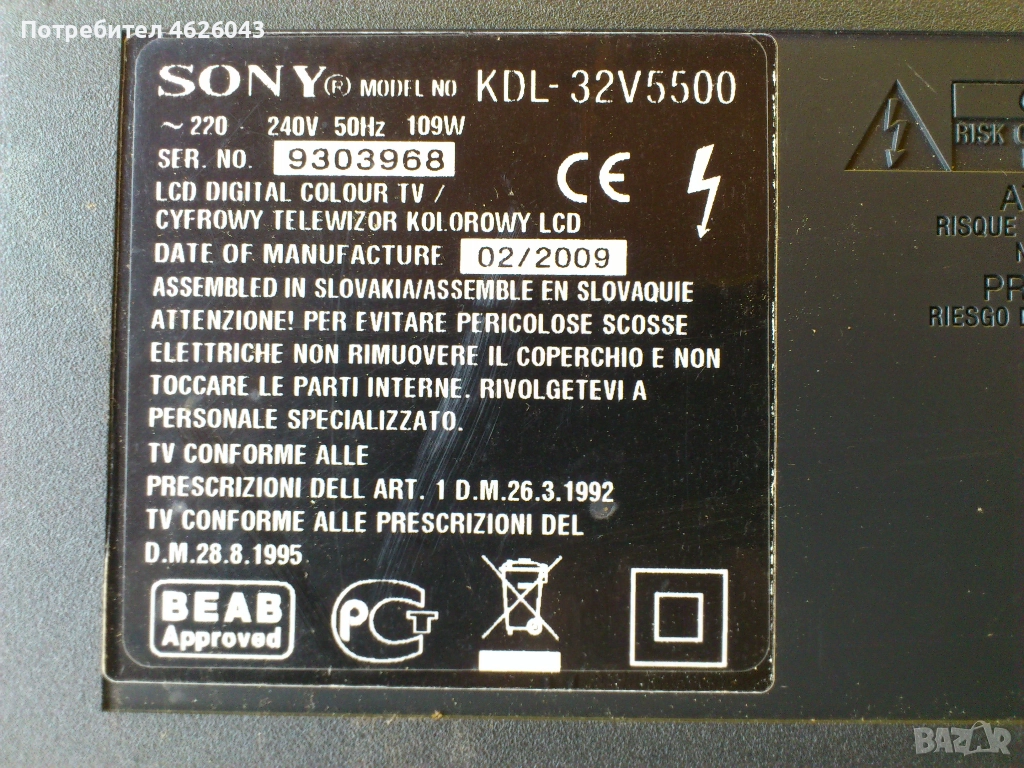 Потребител 4626043
SONY® MODEL NO KDL-32V5500
~ 220 - 240V 50Hz 109W
SER. NO. 9303968
CE
LCD DIGITAL COLOUR TV /
CYFROWY TELEWIZOR KOLOROWY LCD
DATE OF MANUFACTURE 02/2009
ASSEMBLED IN SLOVAKIA/ASSEMBLE EN SLOVAQUIE
ATTENZIONE! PER EVITARE PERICOLOSE SCOSSE
ELETTRICHE NON RIMUOVERE IL COPERCHIO E NON
TOCCARE LE PARTI INTERNE. RIVOLGETEVI A
PERSONALE SPECIALIZZATO.
TV CONFORME ALLE
PRESCRIZIONI DELL ART. 1 D.M.26.3.1992
TV CONFORME ALLE PRESCRIZIONI DEL
D.M.28.8.1995
BEAB
Approved
РСТ
RISK
RISQUE
RIESGO
BAZAR